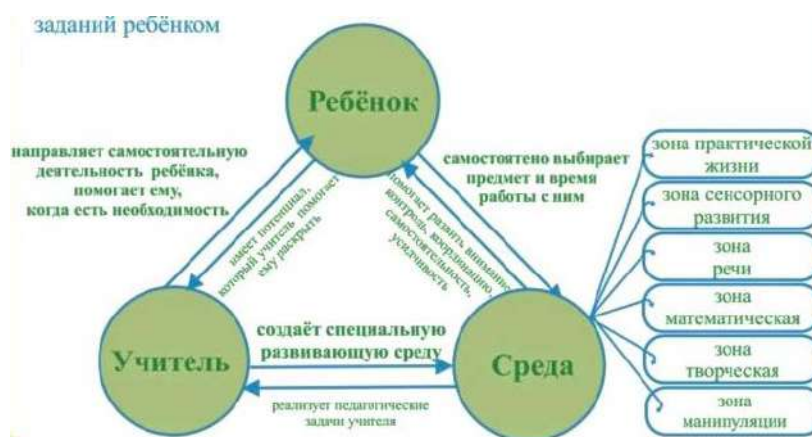 заданий ребёнком
Ребёнок
направляет самостоятельную
деятельность ребёнка,
помогает ему,
когда есть необходимость
имеет потенциал,
который учитель помогает
ему раскрыть
помогает развить внимание,
контроль, координацию,
самостоятельность,
усидчивость
самостоятено выбирает
предмет и время
работы с ним
Учитель
создаёт специальную
развивающую среду
реализует педагогические
задачи учителя
Среда
зона практической
жизни
зона сенсорного
развития
зона
речи
зона
математическая
зона
творческая
зона
манипуляции